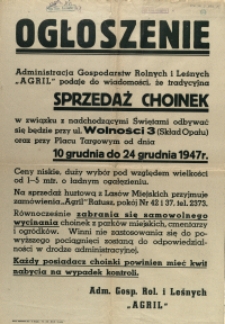 OGŁOSZENIE
Administracja Gospodarstw Rolnych i Leśnych
„AGRIL" podaje do wiadomości, że tradycyjna
SPRZEDAŻ CHOINEK
w związku z nadchodzącymi Świętami odbywać
się będzie przy ul. Wolności 3 (Skład Opału)
oraz przy Placu Targowym od dnia
10 grudnia do 24 grudnia 1947r.
Ceny niskie, duży wybór pod względem wielkości
od 1—5 mtr. o ładnym ogałęzieniu.
Na sprzedaż hurtową z Lasów Miejskich przyjmuje
zamówienia „Agril" Ratusz, pokój Nr 42 i 37. tel. 2373.
Równocześnie zabrania się samowolnego
wycinania choinek z parków miejskich, cmentarzy
i ogródków. Winni nie zastosowania się do po-
wyższego pociągnięci zostaną do odpowiedzial-
ności w drodze administracyjnej.
Każdy posiadacz choinki powinien mieć kwit
nabycia na wypadek kontroli.
Adm. Gosp. Rol. i Leśnych
„AGRIL"